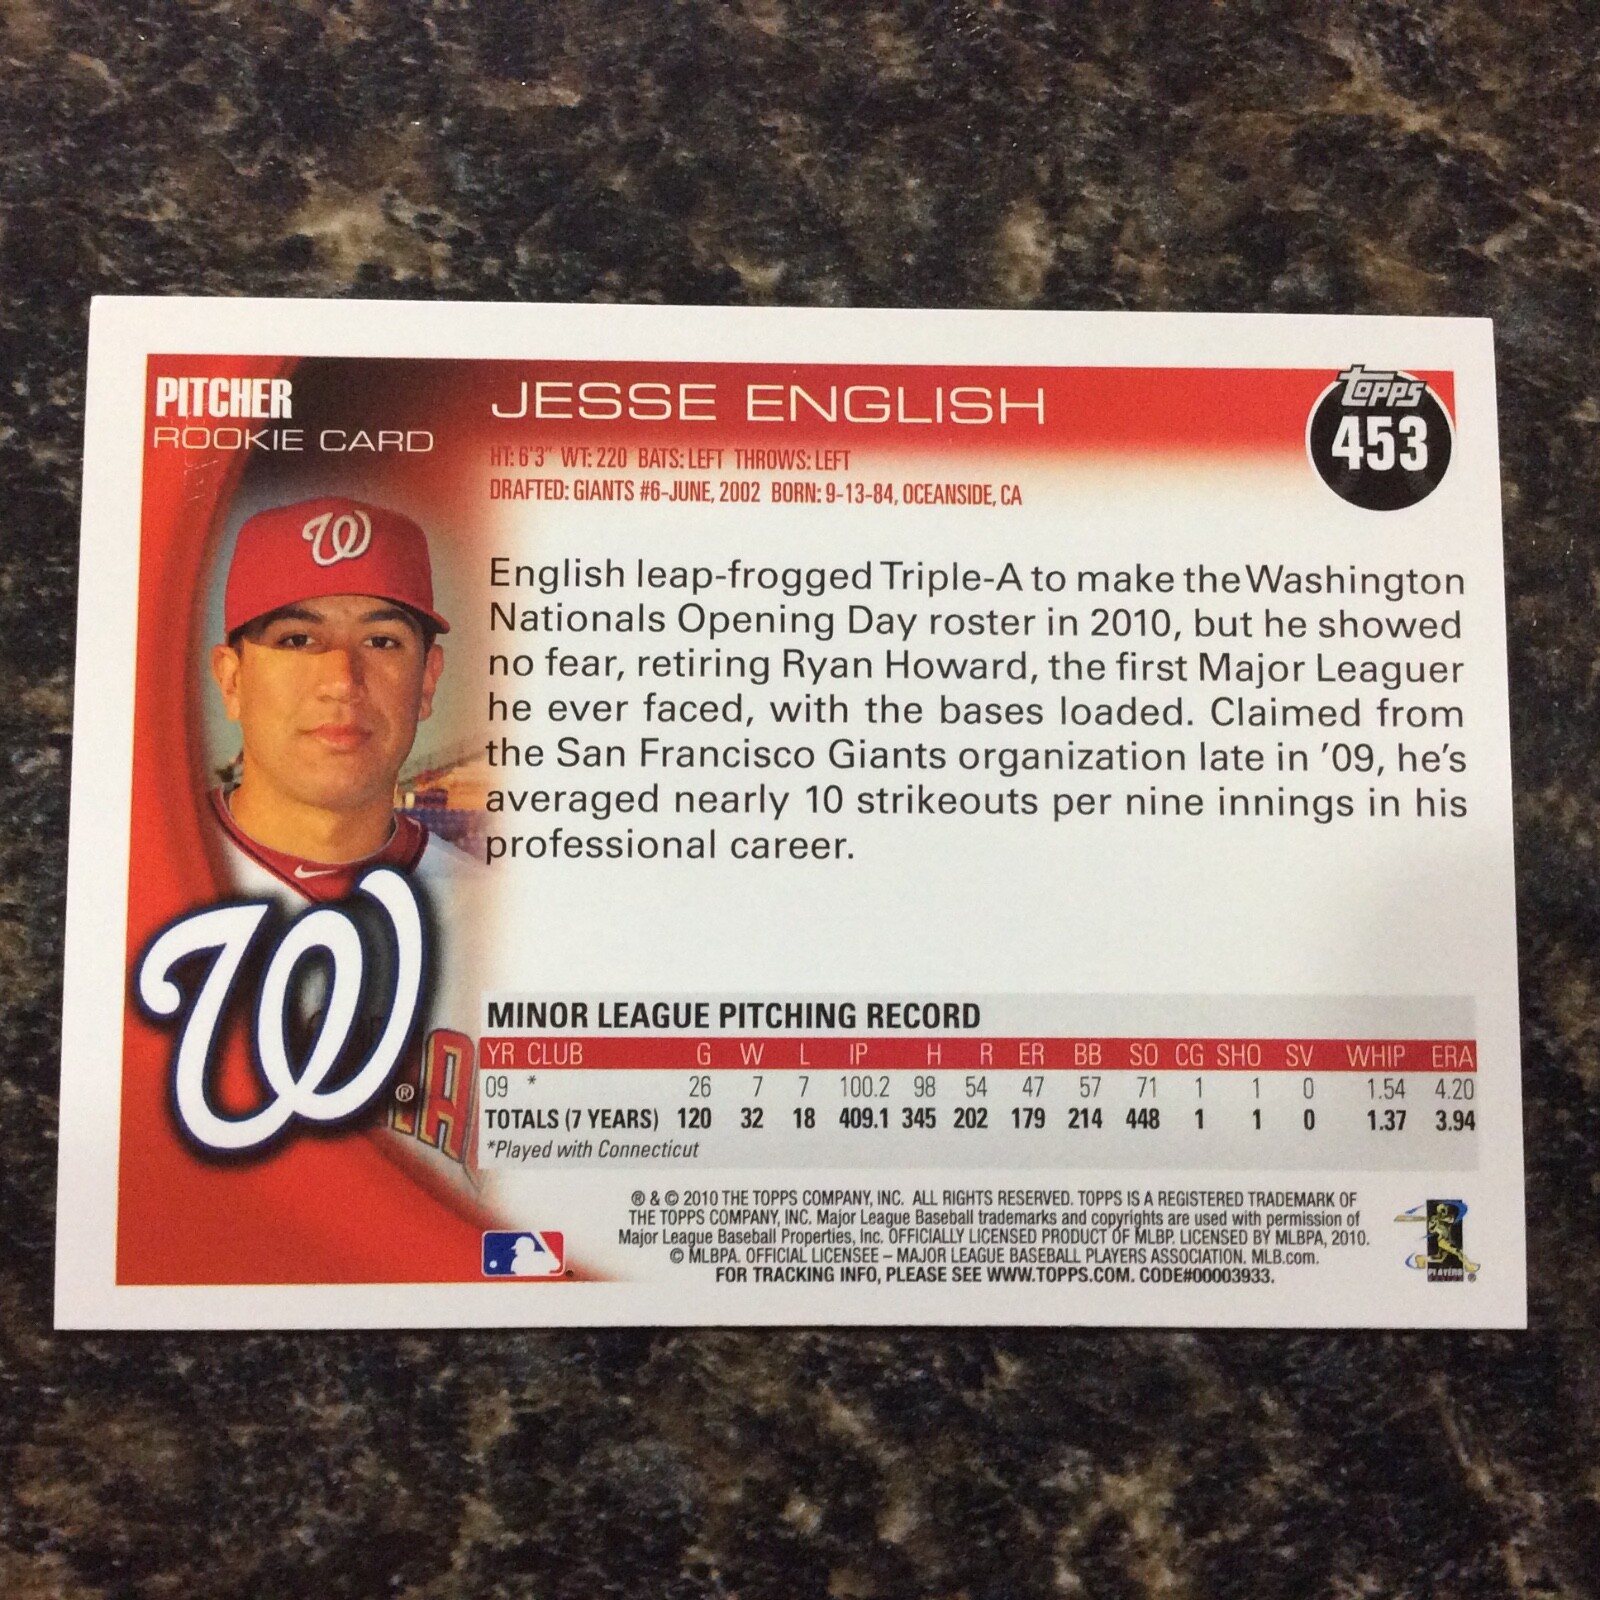 PITCHER
ROOKIE CARD
JESSE ENGLISH
topps
453
HT: 6'3" WT: 220 BATS: LEFT THROWS: LEFT
DRAFTED: GIANTS #6-JUNE, 2002 BORN: 9-13-84, OCEANSIDE, CA
W
English leap-frogged Triple-A to make the Washington
Nationals Opening Day roster in 2010, but he showed
no fear, retiring Ryan Howard, the first Major Leaguer
he ever faced, with the bases loaded. Claimed from
the San Francisco Giants organization late in '09, he's
averaged nearly 10 strikeouts per nine innings in his
professional career.
W ®
MINOR LEAGUE PITCHING RECORD
YR CLUB G W L IP H R ER BB SO CG SHO SV WHIP ERA
09 * 26 7 7 100.2 98 54 47 57 71 1 1 0 1.54 4.20
TOTALS (7 YEARS) 120 32 18 409.1 345 202 179 214 448 1 1 0 1.37 3.94
*Played with Connecticut
® & © 2010 THE TOPPS COMPANY, INC. ALL RIGHTS RESERVED. TOPPS IS A REGISTERED TRADEMARK OF
THE TOPPS COMPANY, INC. Major League Baseball trademarks and copyrights are used with permission of
Major League Baseball Properties, Inc. OFFICIALLY LICENSED PRODUCT OF MLBP. LICENSED BY MLBPA, 2010.
© MLBPA. OFFICIAL LICENSEE – MAJOR LEAGUE BASEBALL PLAYERS ASSOCIATION. MLB.com.
FOR TRACKING INFO, PLEASE SEE WWW.TOPPS.COM. CODE#00003933.
PLAYERS